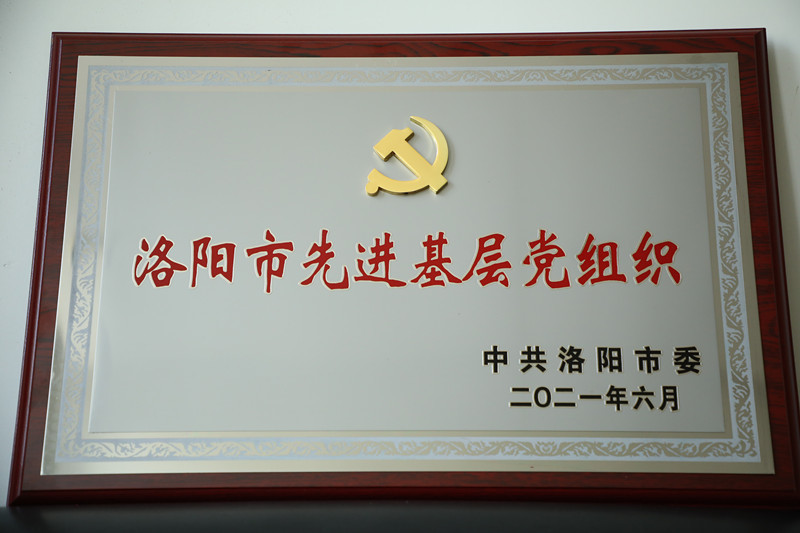 洛阳市先进基层党组织
中共洛阳市委
二〇二一年六月